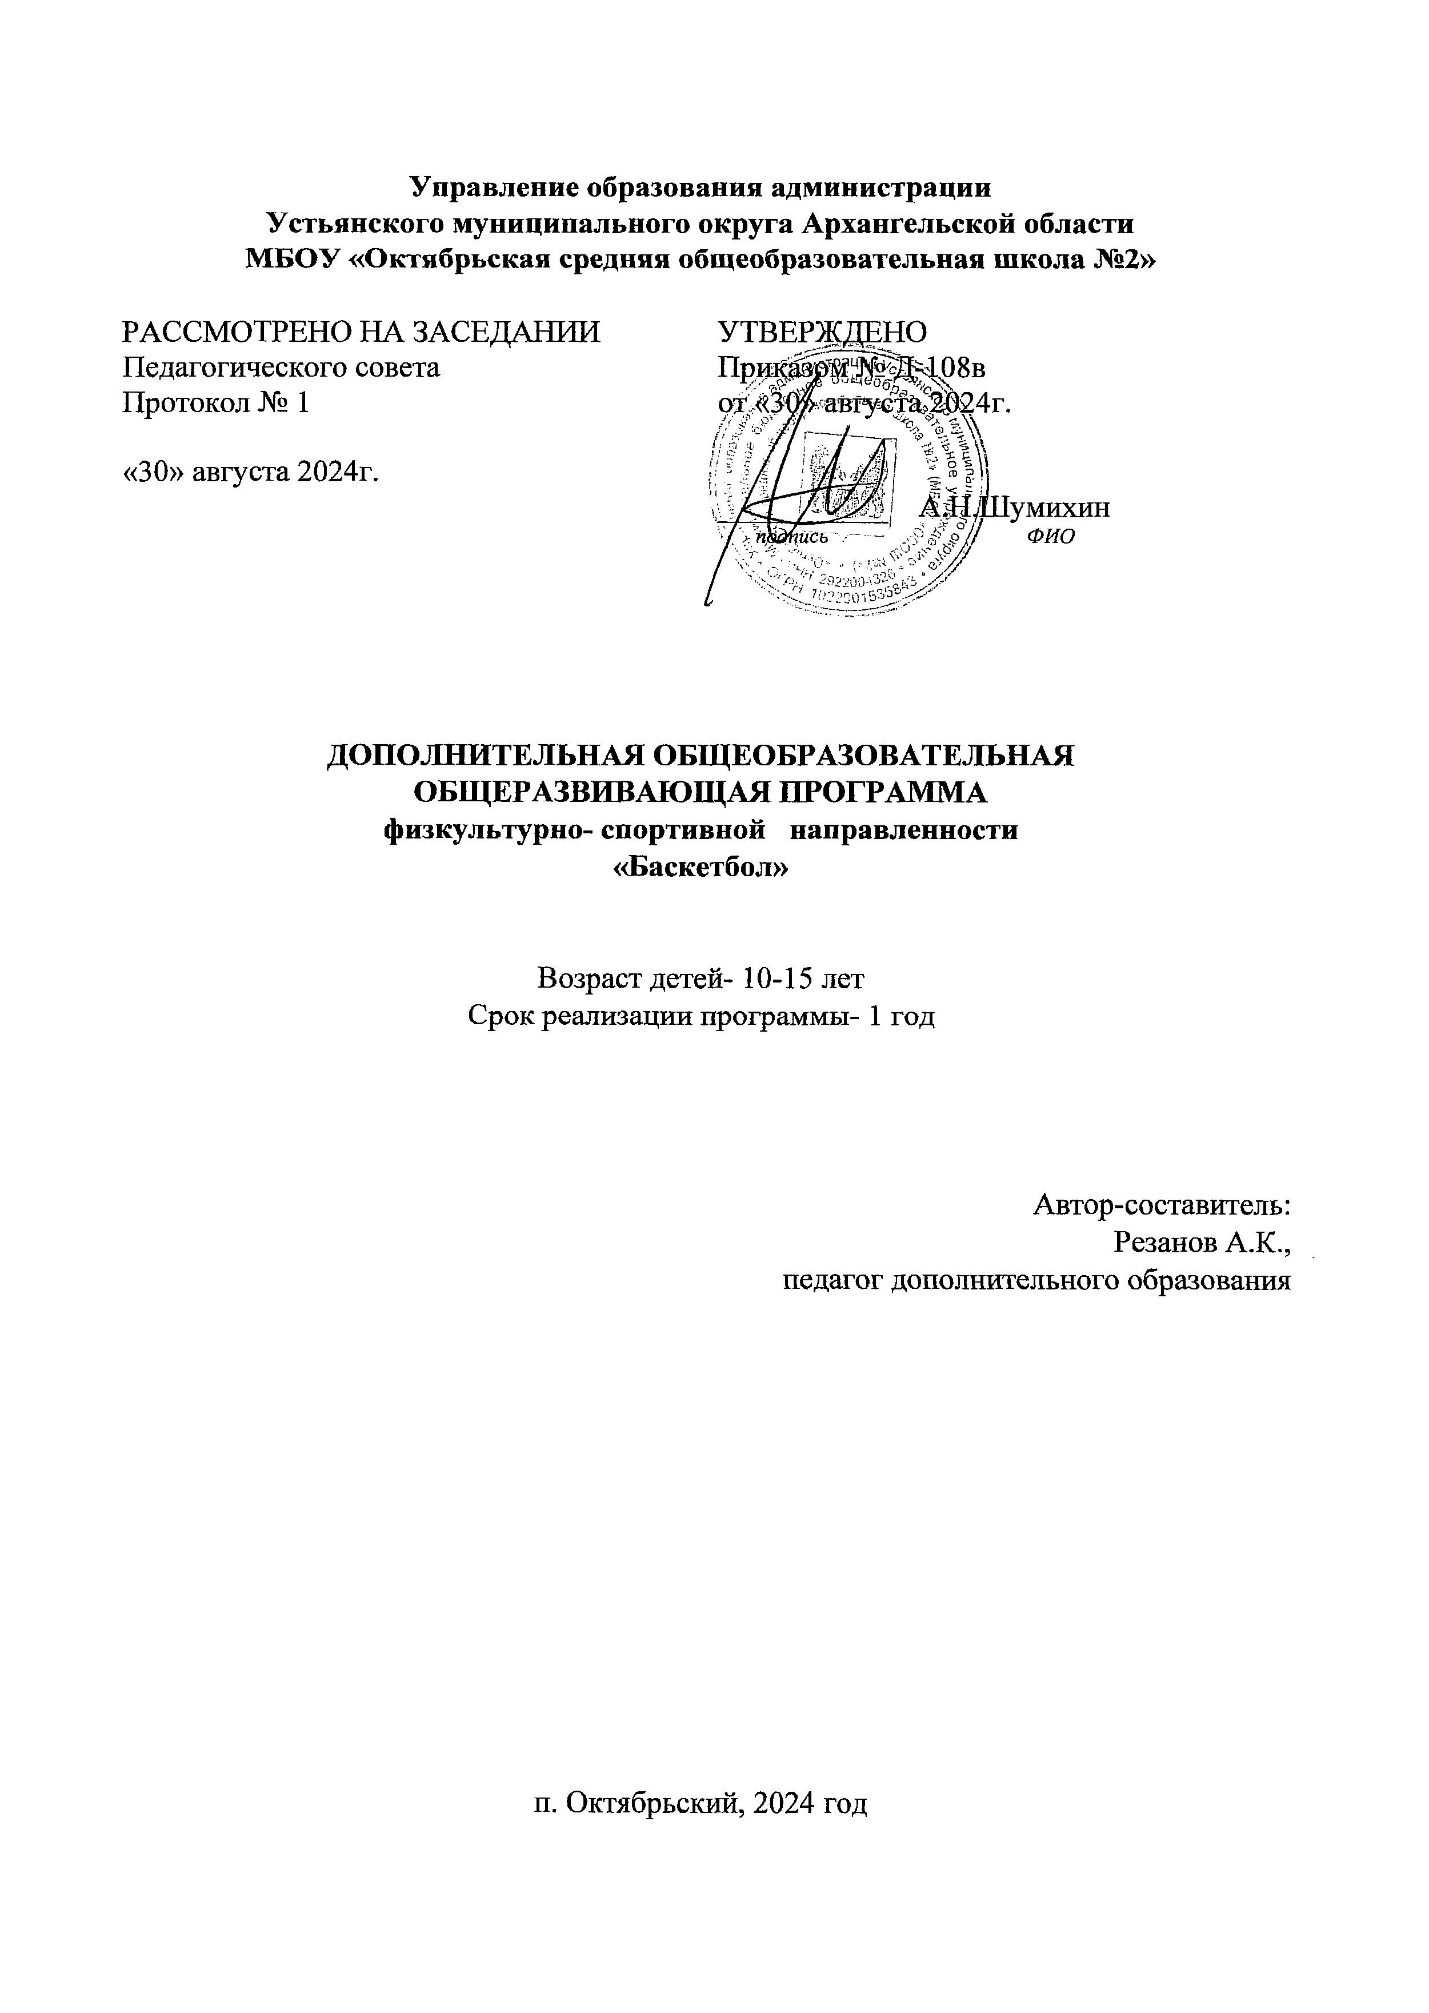 Управление образования администрации
Устьянского муниципального округа Архангельской области
МБОУ «Октябрьская средняя общеобразовательная школа №2»
РАССМОТРЕНО НА ЗАСЕДАНИИ
Педагогического совета
Протокол № 1
«30» августа 2024г.
УТВЕРЖДЕНО
Приказом № Д-108в
от «30» августа 2024г.
А.Н.Шумихин
подпись ФИО
ДОПОЛНИТЕЛЬНАЯ ОБЩЕОБРАЗОВАТЕЛЬНАЯ
ОБЩЕРАЗВИВАЮЩАЯ ПРОГРАММА
физкультурно- спортивной направленности
«Баскетбол»
Возраст детей- 10-15 лет
Срок реализации программы- 1 год
Автор-составитель:
Резанов А.К.,
педагог дополнительного образования
п. Октябрьский, 2024 год